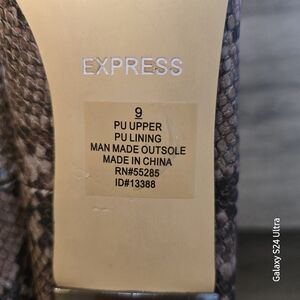 EXPRESS
9
PU UPPER
PU LINING
MAN MADE OUTSOLE
MADE IN CHINA
RN#55285
ID#13388
Galaxy S24 Ultra